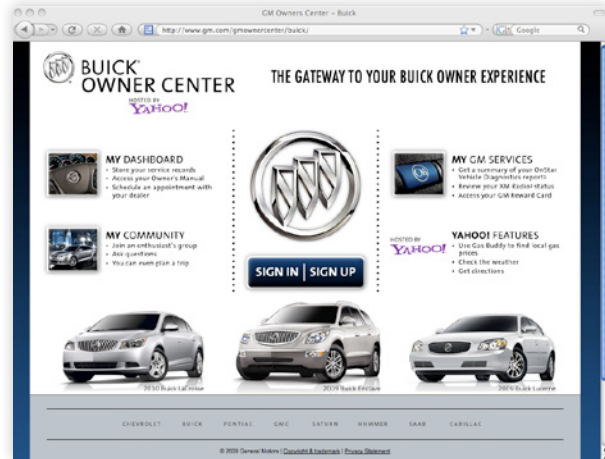 GM Owners Center – Buick
http://www.gm.com/gmownercenter/buick/
Google
BUICK
OWNER CENTER
HOSTED BY
YAHOO!
THE GATEWAY TO YOUR BUICK OWNER EXPERIENCE
MY DASHBOARD
• Store your service records
• Access your Owner's Manual
• Schedule an appointment with
your dealer
MY COMMUNITY
• Join an enthusiast's group
• Ask questions
• You can even plan a trip
SIGN IN | SIGN UP
MY GM SERVICES
• Get a summary of your OnStar
Vehicle Diagnostics reports
• Review your XM Radio status
• Access your GM Reward Card
HOSTED BY
YAHOO!
YAHOO! FEATURES
• Use Gas Buddy to find local gas
prices
• Check the weather
• Get directions
2010 Buick LaCrosse
2009 Buick Enclave
2009 Buick Lucerne
CHEVROLET BUICK PONTIAC GMC SATURN HUMMER SAAB CADILLAC
© 2009 General Motors | Copyright & trademark | Privacy Statement